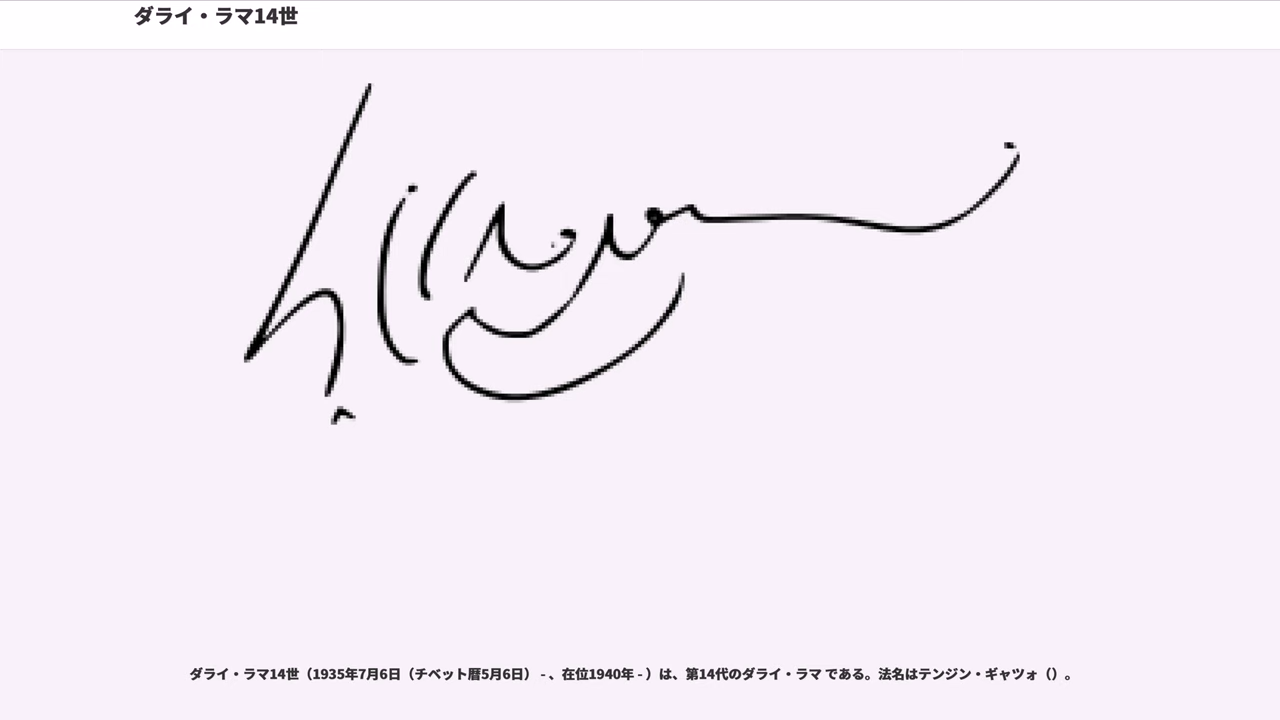 ダライ・ラマ14世
ダライ・ラマ14世（1935年7月6日（チベット暦5月6日） - 、在位1940年 - ）は、第14代のダライ・ラマ である。法名はテンジン・ギャツォ（）。